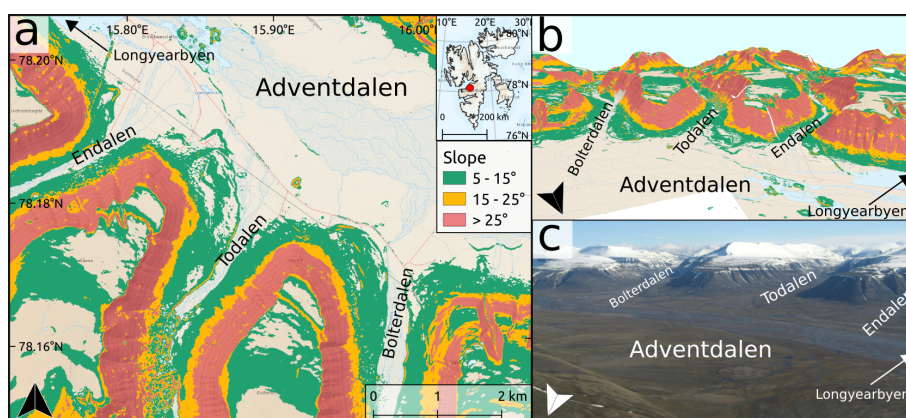 a
15.80°E
15.90°E
16.00°E
78.20°N
78.18°N
78.16°N
Longyearbyen
Adventdalen
Endalen
Todalen
Bolterdalen
0 1 2 km
0°E
10°E
20°E
30°E
80°N
78°N
76°N
0 200 km
Slope
5 - 15°
15 - 25°
> 25°
b
Bolterdalen
Todalen
Endalen
Adventdalen
Longyearbyen
c
Bolterdalen
Todalen
Endalen
Adventdalen
Longyearbyen